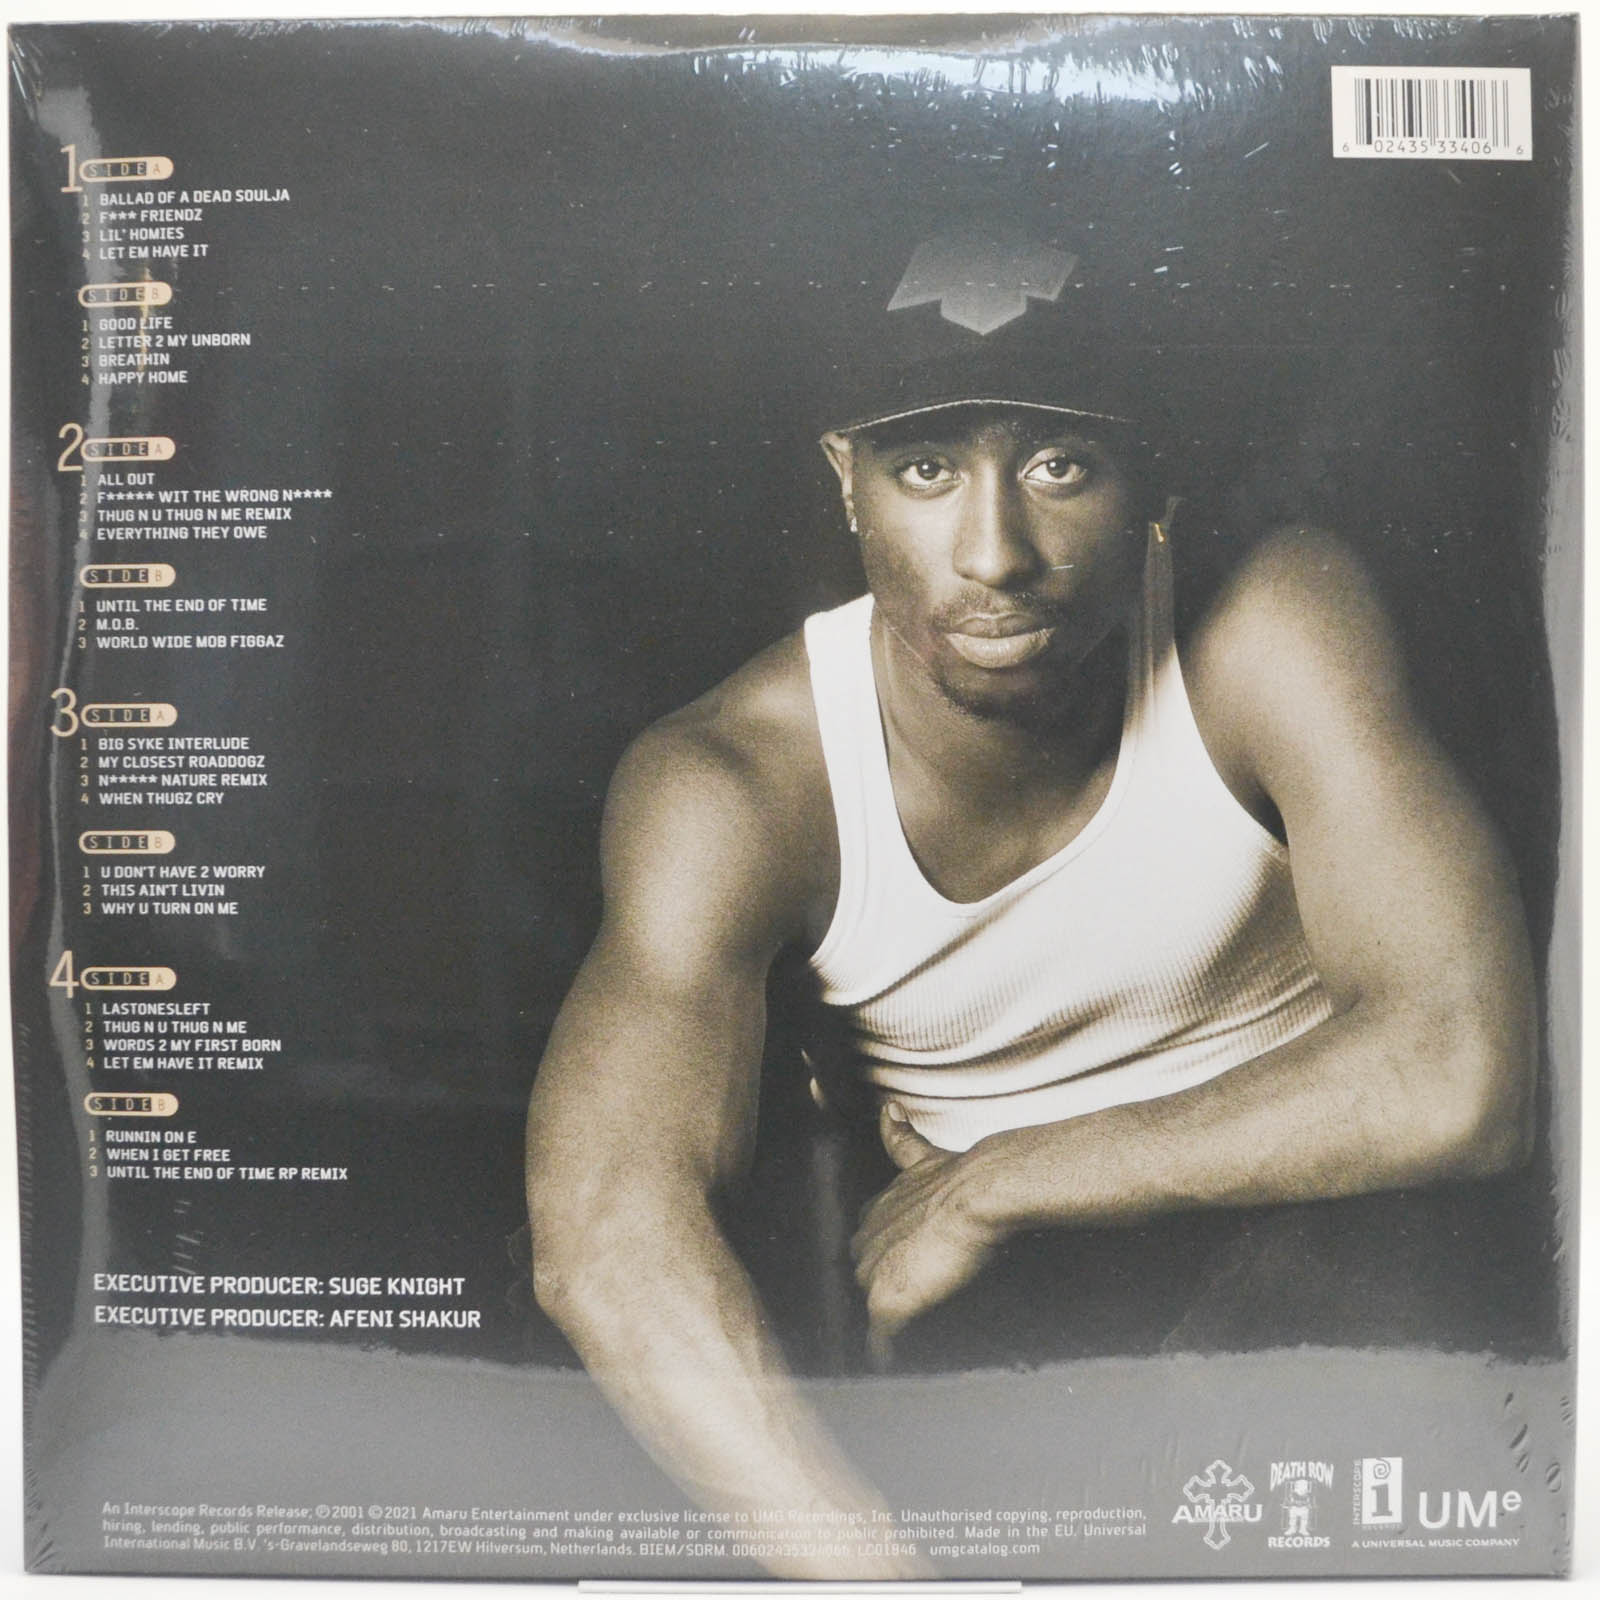 6 02435 33406 6
1 SIDE A
1 BALLAD OF A DEAD SOULJA
2 F*** FRIENDZ
3 LIL' HOMIES
4 LET EM HAVE IT
SIDE B
1 GOOD LIFE
2 LETTER 2 MY UNBORN
3 BREATHIN
4 HAPPY HOME
2 SIDE A
1 ALL OUT
2 F***** WIT THE WRONG N****
3 THUG N U THUG N ME REMIX
4 EVERYTHING THEY OWE
SIDE B
1 UNTIL THE END OF TIME
2 M.O.B.
3 WORLD WIDE MOB FIGGAZ
3 SIDE A
1 BIG SYKE INTERLUDE
2 MY CLOSEST ROADDOGZ
3 N***** NATURE REMIX
4 WHEN THUGZ CRY
SIDE B
1 U DON'T HAVE 2 WORRY
2 THIS AIN'T LIVIN
3 WHY U TURN ON ME
4 SIDE A
1 LASTONESLEFT
2 THUG N U THUG N ME
3 WORDS 2 MY FIRST BORN
4 LET EM HAVE IT REMIX
SIDE B
1 RUNNIN ON E
2 WHEN I GET FREE
3 UNTIL THE END OF TIME RP REMIX
EXECUTIVE PRODUCER: SUGE KNIGHT
EXECUTIVE PRODUCER: AFENI SHAKUR
An Interscope Records Release; ℗2001 ©2021 Amaru Entertainment under exclusive license to UMG Recordings, Inc. Unauthorised copying, reproduction,
hiring, lending, public performance, distribution, broadcasting and making available or communication to public prohibited. Made in the EU. Universal
International Music B.V. 's-Gravelandseweg 80, 1217EW Hilversum, Netherlands. BIEM/SDRM. LC01846 umgcatalog.com
AMARU
DEATH ROW
RECORDS
INTERSCOPE
RECORDS
UMe
A UNIVERSAL MUSIC COMPANY